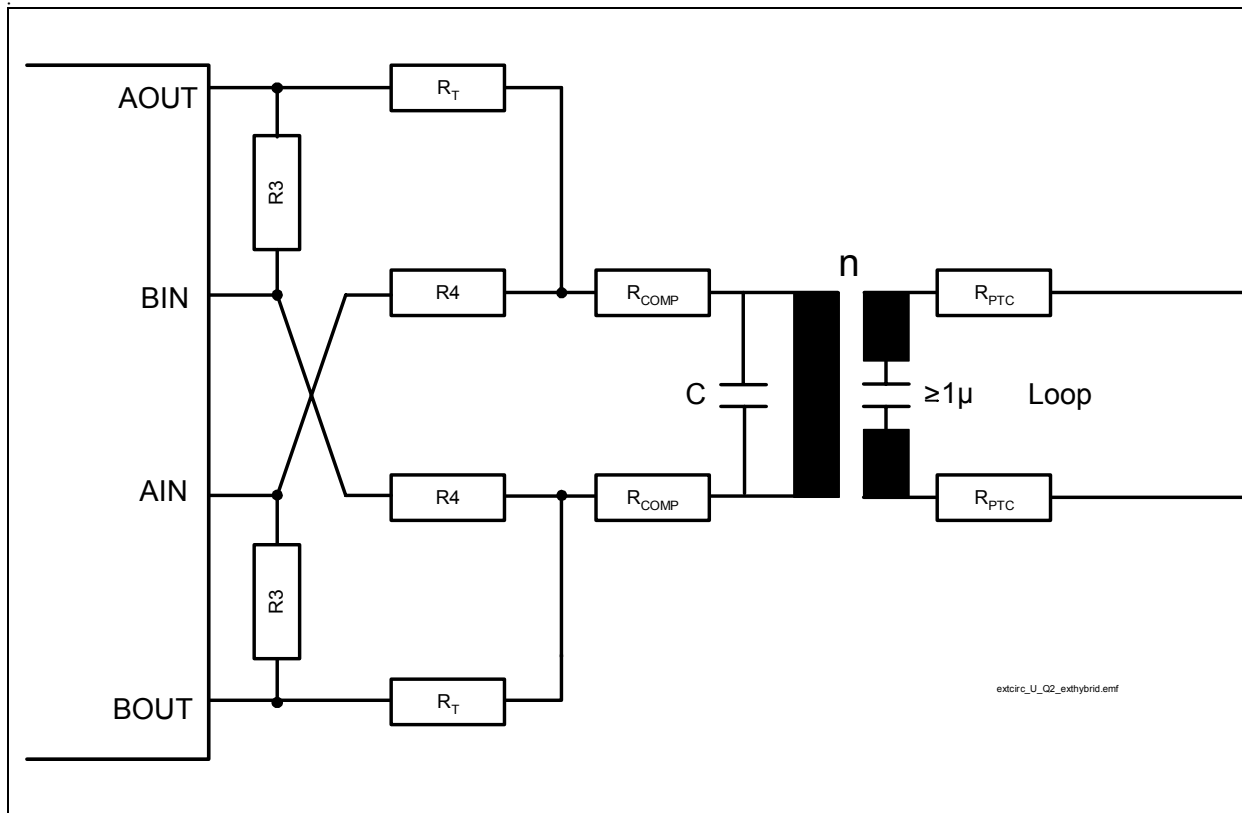 AOUT
R_T
R3
n
BIN
R4
R_COMP
R_PTC
C
≥1µ
Loop
AIN
R4
R_COMP
R_PTC
R3
BOUT
R_T
extcirc_U_Q2_exthybrid.emf